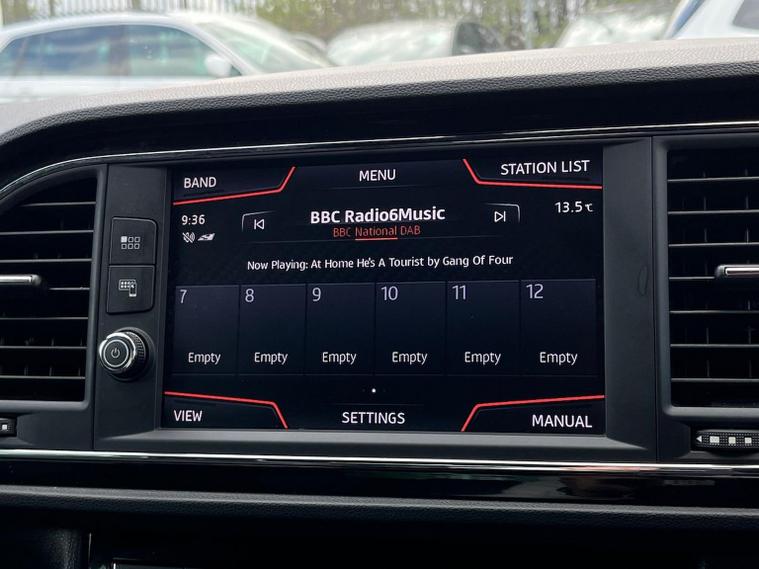 BAND
MENU
STATION LIST
9:36
BBC Radio6Music
BBC National DAB
13.5℃
Now Playing: At Home He's A Tourist by Gang Of Four
7 8 9 10 11 12
Empty Empty Empty Empty Empty Empty
VIEW
SETTINGS
MANUAL